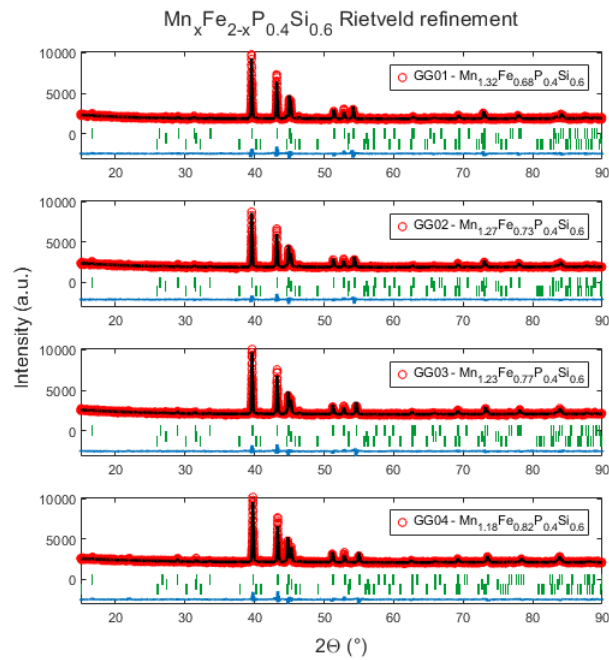 MnₓFe₂₋ₓP₀.₄Si₀.₆ Rietveld refinement
Intensity (a.u.)
10000
5000
0
GG01 - Mn₁.₃₂Fe₀.₆₈P₀.₄Si₀.₆
20 30 40 50 60 70 80 90
10000
5000
0
GG02 - Mn₁.₂₇Fe₀.₇₃P₀.₄Si₀.₆
20 30 40 50 60 70 80 90
10000
5000
0
GG03 - Mn₁.₂₃Fe₀.₇₇P₀.₄Si₀.₆
20 30 40 50 60 70 80 90
10000
5000
0
GG04 - Mn₁.₁₈Fe₀.₈₂P₀.₄Si₀.₆
20 30 40 50 60 70 80 90
2Θ (°)